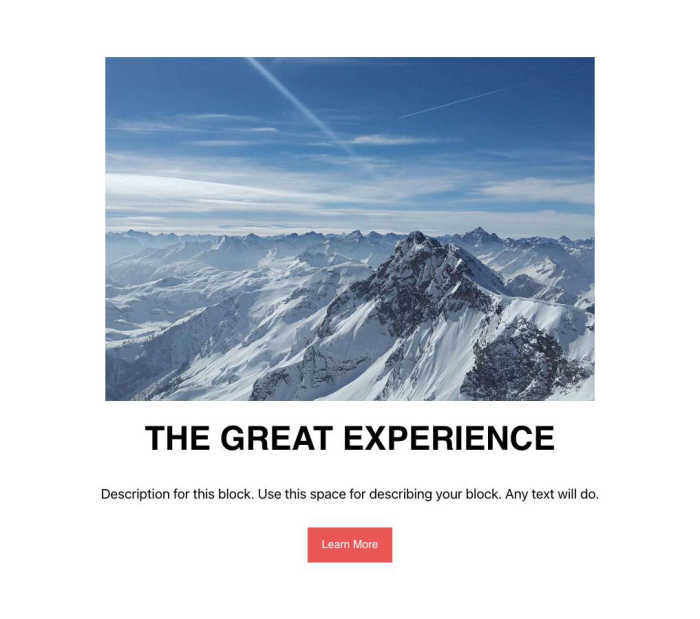 THE GREAT EXPERIENCE
Description for this block. Use this space for describing your block. Any text will do.
Learn More